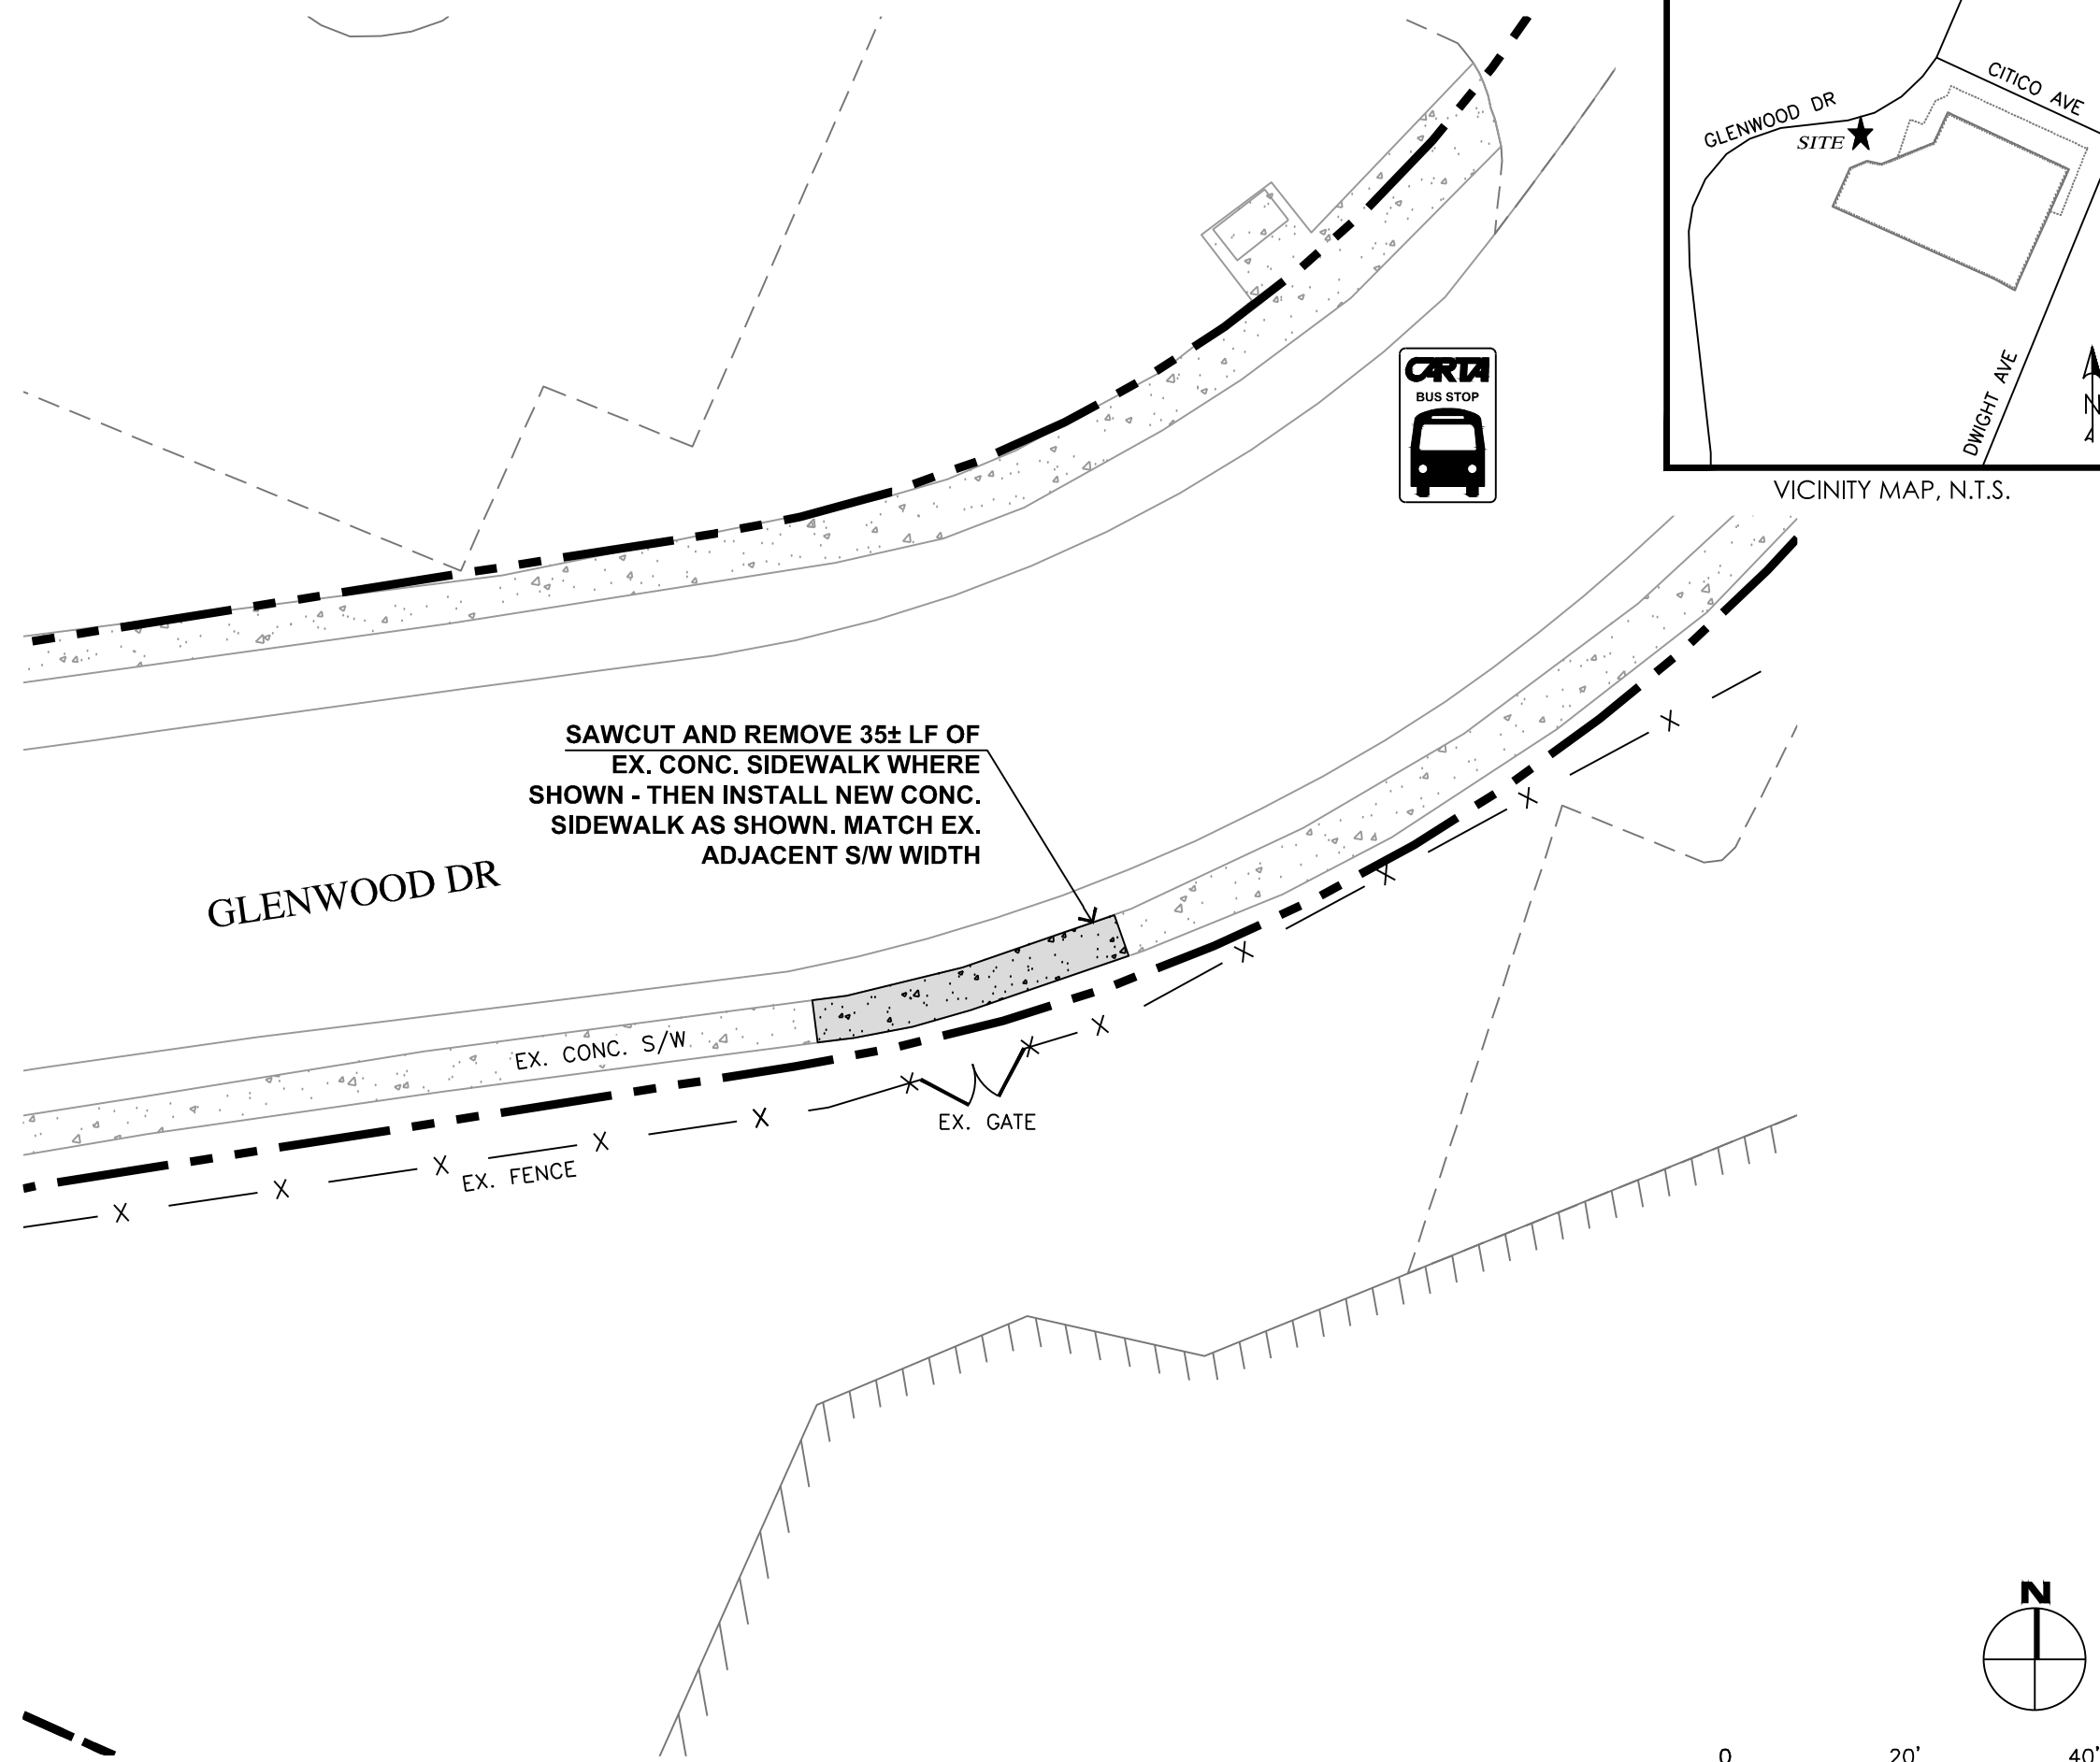 CITICO AVE
GLENWOOD DR
SITE
DWIGHT AVE
N
VICINITY MAP, N.T.S.
CARTA
BUS STOP
SAWCUT AND REMOVE 35± LF OF
EX. CONC. SIDEWALK WHERE
SHOWN - THEN INSTALL NEW CONC.
SIDEWALK AS SHOWN. MATCH EX.
ADJACENT S/W WIDTH
GLENWOOD DR
EX. CONC. S/W
EX. GATE
EX. FENCE
N
0 20' 40'